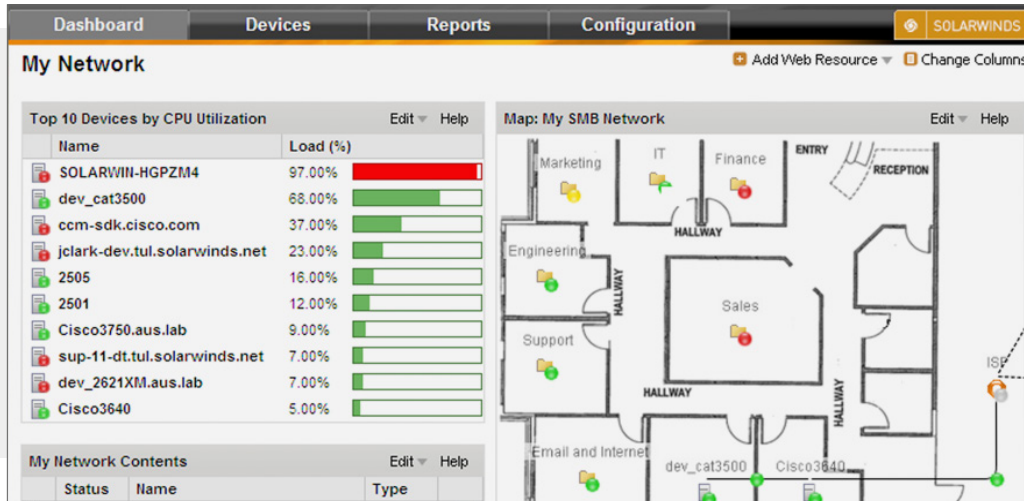 Dashboard Devices Reports Configuration SOLARWINDS
My Network
Add Web Resource Change Columns
Top 10 Devices by CPU Utilization Edit Help
Name Load (%)
SOLARWIN-HGPZM4 97.00%
dev_cat3500 68.00%
ccm-sdk.cisco.com 37.00%
jclark-dev.tul.solarwinds.net 23.00%
2505 16.00%
2501 12.00%
Cisco3750.aus.lab 9.00%
sup-11-dt.tul.solarwinds.net 7.00%
dev_2621XM.aus.lab 7.00%
Cisco3640 5.00%
My Network Contents Edit Help
Status Name Type
Map: My SMB Network Edit Help
Marketing IT Finance ENTRY
RECEPTION
HALLWAY
Engineering
HALLWAY
Sales
Support
ISP
HALLWAY
HALLWAY
Email and Internet
dev_cat3500 Cisco3640